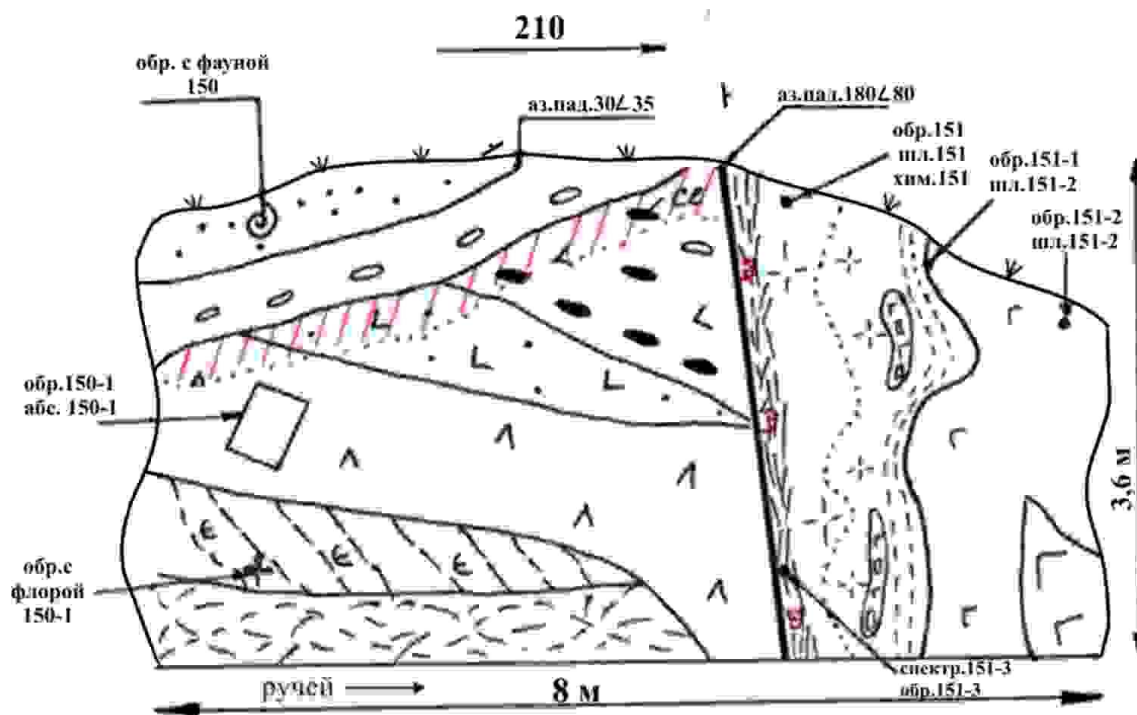 210
обр. с фауной
150
аз.пад.30∠35
аз.пад.180∠80
обр.151
шл.151
хим.151
обр.151-1
шл.151-2
обр.151-2
шл.151-2
обр.150-1
абс. 150-1
3,6 м
обр.с
флорой
150-1
спектр.151-3
обр.151-3
ручей
8 м